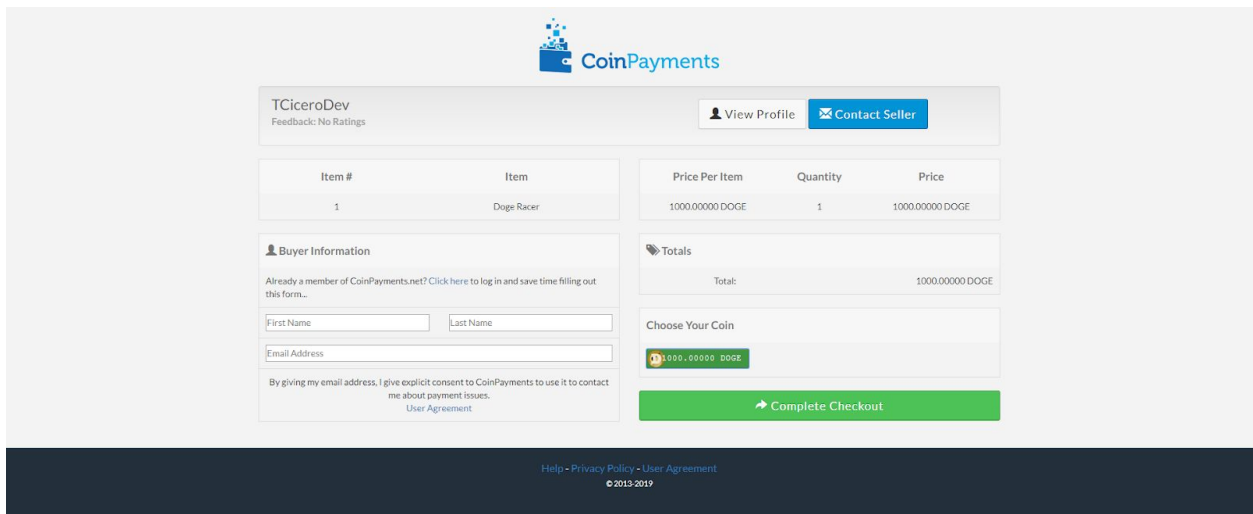 CoinPayments
TCiceroDev
Feedback: No Ratings
View Profile
Contact Seller
Item # Item
1 Doge Racer
Price Per Item Quantity Price
1000.00000 DOGE 1 1000.00000 DOGE
Buyer Information
Already a member of CoinPayments.net? Click here to log in and save time filling out
this form...
First Name Last Name
Email Address
By giving my email address, I give explicit consent to CoinPayments to use it to contact
me about payment issues.
User Agreement
Totals
Total: 1000.00000 DOGE
Choose Your Coin
1000.00000 DOGE
Complete Checkout
Help - Privacy Policy - User Agreement
© 2013-2019